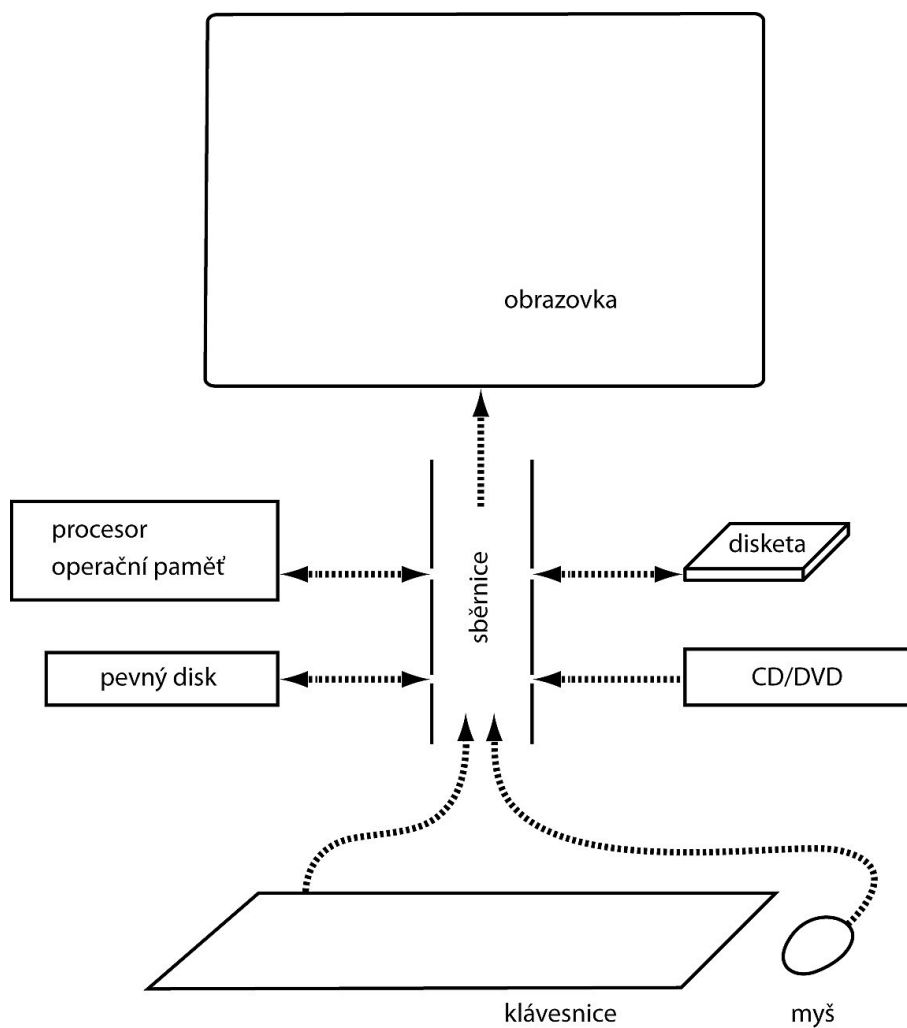 obrazovka
procesor
operační paměť
disketa
sběrnice
pevný disk
CD/DVD
klávesnice
myš